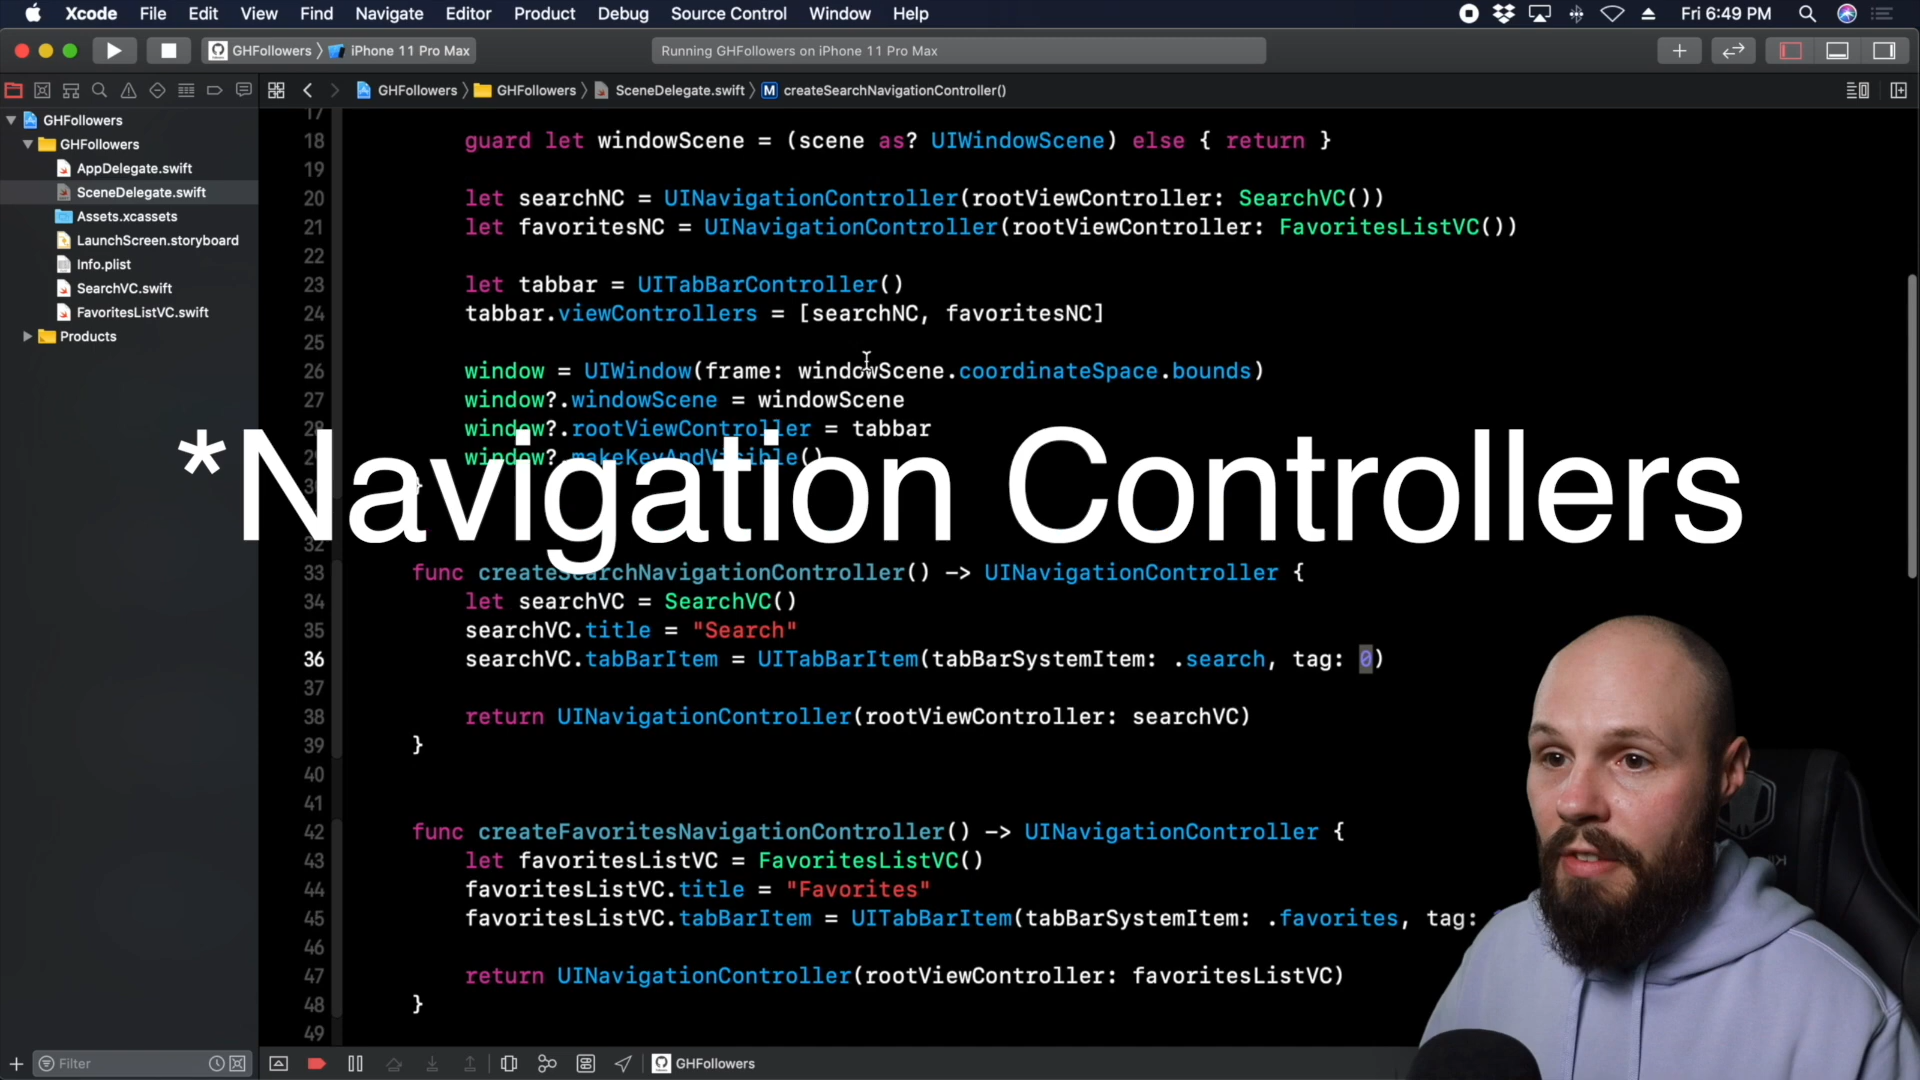 Xcode File Edit View Find Navigate Editor Product Debug Source Control Window Help Fri 6:49 PM
GHFollowers iPhone 11 Pro Max Running GHFollowers on iPhone 11 Pro Max
GHFollowers GHFollowers SceneDelegate.swift M createSearchNavigationController()
GHFollowers
GHFollowers
AppDelegate.swift
SceneDelegate.swift
Assets.xcassets
LaunchScreen.storyboard
Info.plist
SearchVC.swift
FavoritesListVC.swift
Products
17
18 guard let windowScene = (scene as? UIWindowScene) else { return }
19
20 let searchNC = UINavigationController(rootViewController: SearchVC())
21 let favoritesNC = UINavigationController(rootViewController: FavoritesListVC())
22
23 let tabbar = UITabBarController()
24 tabbar.viewControllers = [searchNC, favoritesNC]
25
26 window = UIWindow(frame: windowScene.coordinateSpace.bounds)
27 window?.windowScene = windowScene
28 window?.rootViewController = tabbar
29 window?.makeKeyAndVisible()
30 }
*Navigation Controllers
32
33 func createSearchNavigationController() -> UINavigationController {
34 let searchVC = SearchVC()
35 searchVC.title = "Search"
36 searchVC.tabBarItem = UITabBarItem(tabBarSystemItem: .search, tag: 0)
37
38 return UINavigationController(rootViewController: searchVC)
39 }
40
41
42 func createFavoritesNavigationController() -> UINavigationController {
43 let favoritesListVC = FavoritesListVC()
44 favoritesListVC.title = "Favorites"
45 favoritesListVC.tabBarItem = UITabBarItem(tabBarSystemItem: .favorites, tag:
46
47 return UINavigationController(rootViewController: favoritesListVC)
48 }
49
Filter GHFollowers